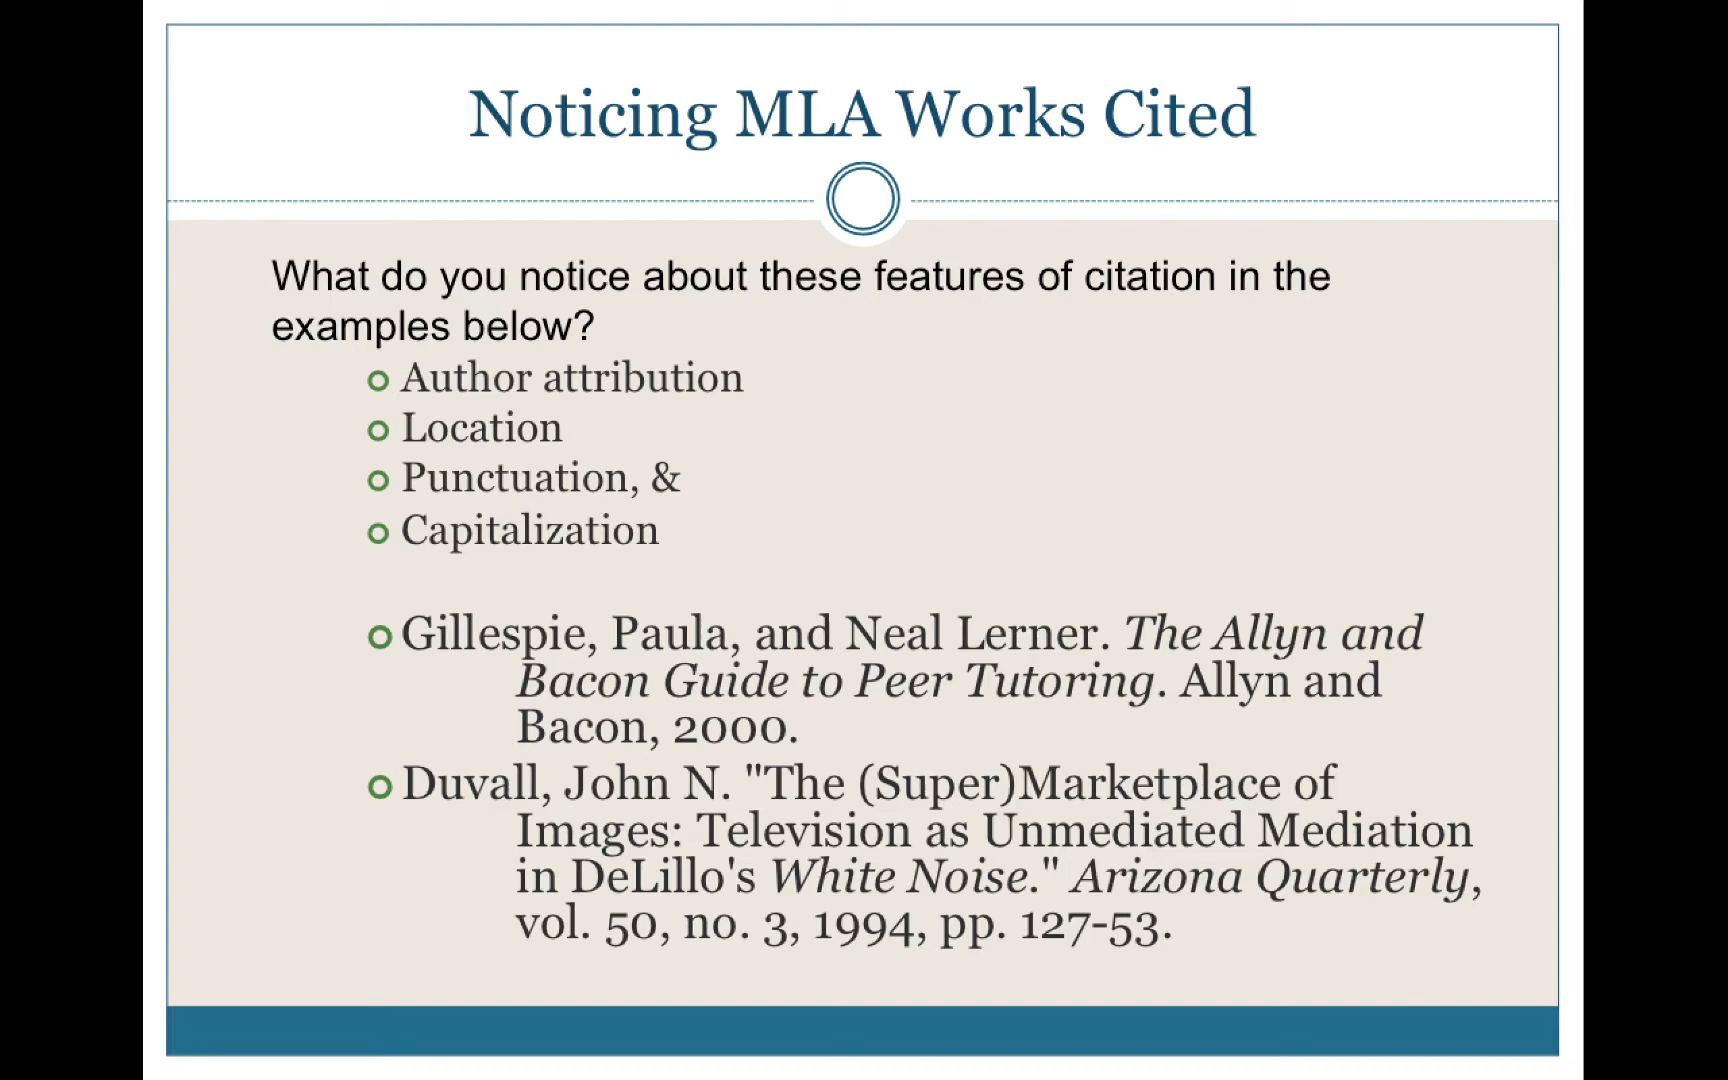 Noticing MLA Works Cited
What do you notice about these features of citation in the
examples below?
Author attribution
Location
Punctuation, &
Capitalization
Gillespie, Paula, and Neal Lerner. The Allyn and
Bacon Guide to Peer Tutoring. Allyn and
Bacon, 2000.
Duvall, John N. "The (Super)Marketplace of
Images: Television as Unmediated Mediation
in DeLillo's White Noise." Arizona Quarterly,
vol. 50, no. 3, 1994, pp. 127-53.